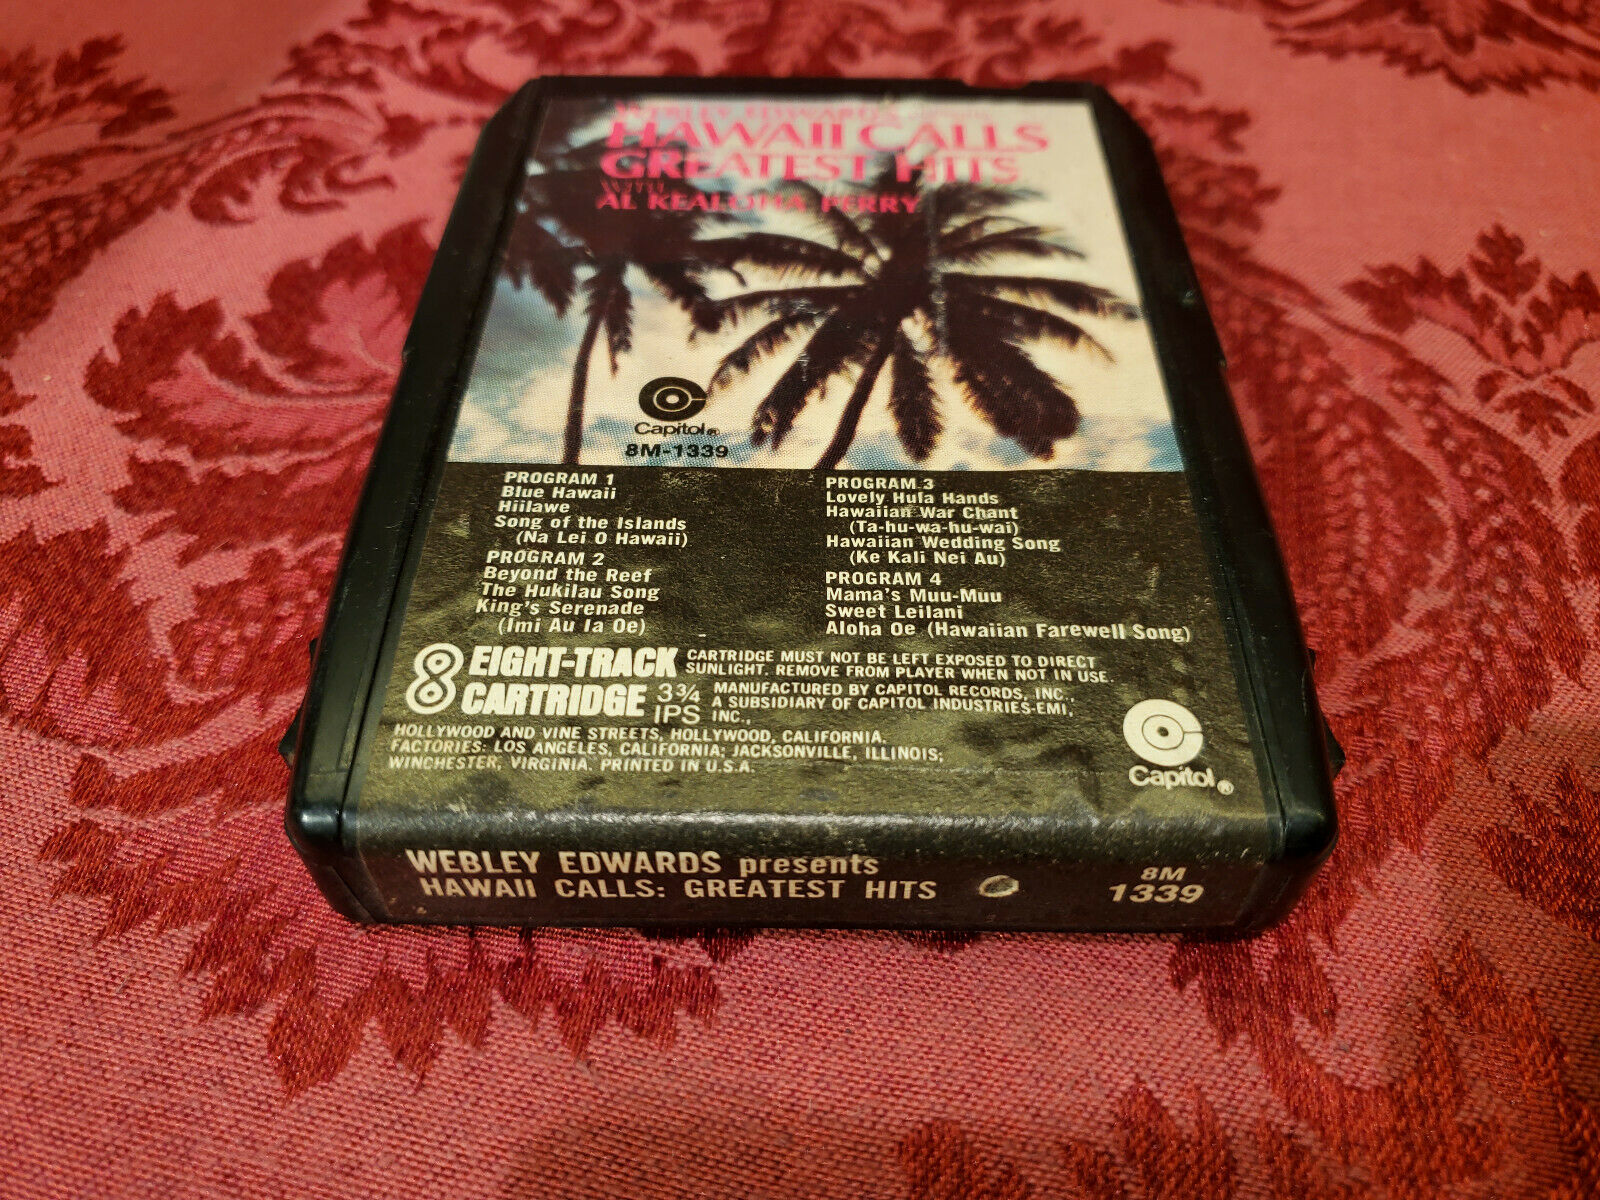 WEBLEY EDWARDS presents
HAWAII CALLS
GREATEST HITS
WITH
AL KEALOHA PERRY
Capitol®
8M-1339
PROGRAM 1
Blue Hawaii
Hiilawe
Song of the Islands
(Na Lei O Hawaii)
PROGRAM 2
Beyond the Reef
The Hukilau Song
King's Serenade
(Imi Au Ia Oe)
PROGRAM 3
Lovely Hula Hands
Hawaiian War Chant
(Ta-hu-wa-hu-wai)
Hawaiian Wedding Song
(Ke Kali Nei Au)
PROGRAM 4
Mama's Muu-Muu
Sweet Leilani
Aloha Oe (Hawaiian Farewell Song)
8 EIGHT-TRACK
CARTRIDGE 3¾
IPS
CARTRIDGE MUST NOT BE LEFT EXPOSED TO DIRECT
SUNLIGHT. REMOVE FROM PLAYER WHEN NOT IN USE.
MANUFACTURED BY CAPITOL RECORDS, INC.,
A SUBSIDIARY OF CAPITOL INDUSTRIES-EMI,
INC.,
HOLLYWOOD AND VINE STREETS, HOLLYWOOD, CALIFORNIA.
FACTORIES: LOS ANGELES, CALIFORNIA; JACKSONVILLE, ILLINOIS;
WINCHESTER, VIRGINIA. PRINTED IN U.S.A.
Capitol®
WEBLEY EDWARDS presents
HAWAII CALLS: GREATEST HITS
8M
1339